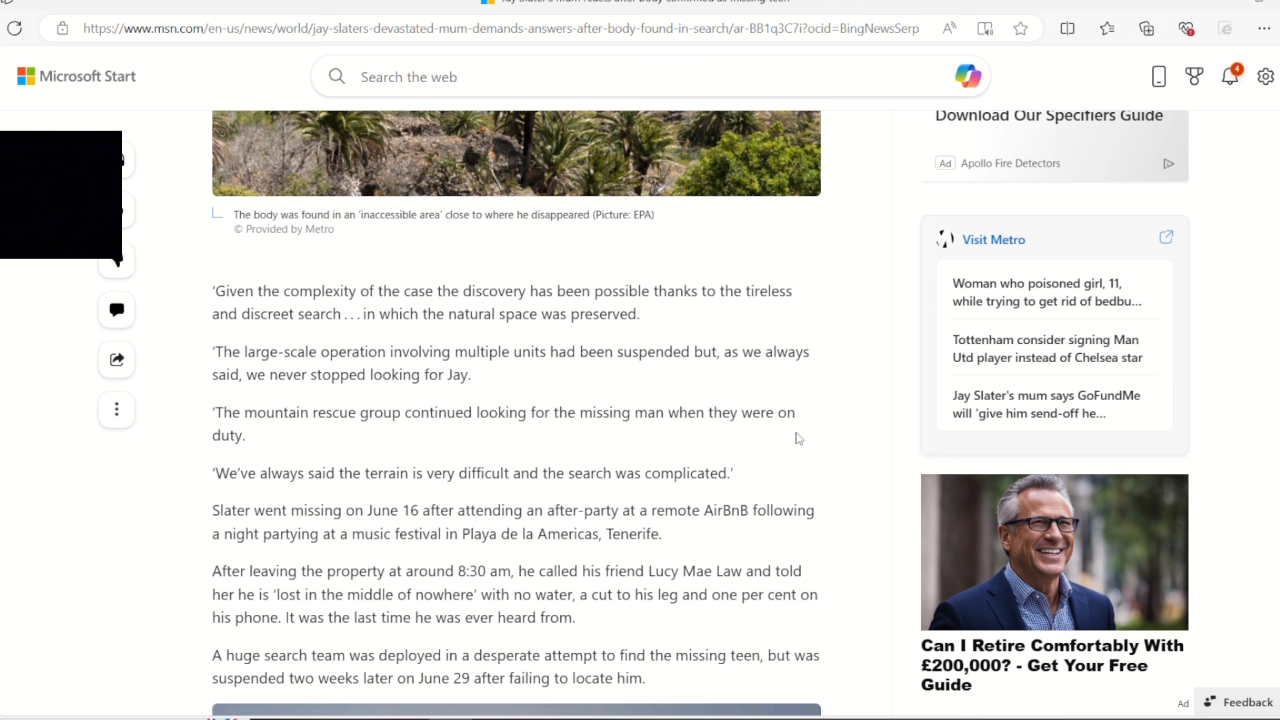 https://www.msn.com/en-us/news/world/jay-slaters-devastated-mum-demands-answers-after-body-found-in-search/ar-BB1q3C7i?ocid=BingNewsSerp
Microsoft Start
Search the web
4
Download Our Specifiers Guide
Ad Apollo Fire Detectors
The body was found in an ‘inaccessible area’ close to where he disappeared (Picture: EPA)
© Provided by Metro
‘Given the complexity of the case the discovery has been possible thanks to the tireless
and discreet search . . . in which the natural space was preserved.
‘The large-scale operation involving multiple units had been suspended but, as we always
said, we never stopped looking for Jay.
‘The mountain rescue group continued looking for the missing man when they were on
duty.
‘We’ve always said the terrain is very difficult and the search was complicated.’
Slater went missing on June 16 after attending an after-party at a remote AirBnB following
a night partying at a music festival in Playa de la Americas, Tenerife.
After leaving the property at around 8:30 am, he called his friend Lucy Mae Law and told
her he is ‘lost in the middle of nowhere’ with no water, a cut to his leg and one per cent on
his phone. It was the last time he was ever heard from.
A huge search team was deployed in a desperate attempt to find the missing teen, but was
suspended two weeks later on June 29 after failing to locate him.
Visit Metro
Woman who poisoned girl, 11,
while trying to get rid of bedbu...
Tottenham consider signing Man
Utd player instead of Chelsea star
Jay Slater's mum says GoFundMe
will 'give him send-off he...
Can I Retire Comfortably With
£200,000? - Get Your Free
Guide
Ad
Feedback